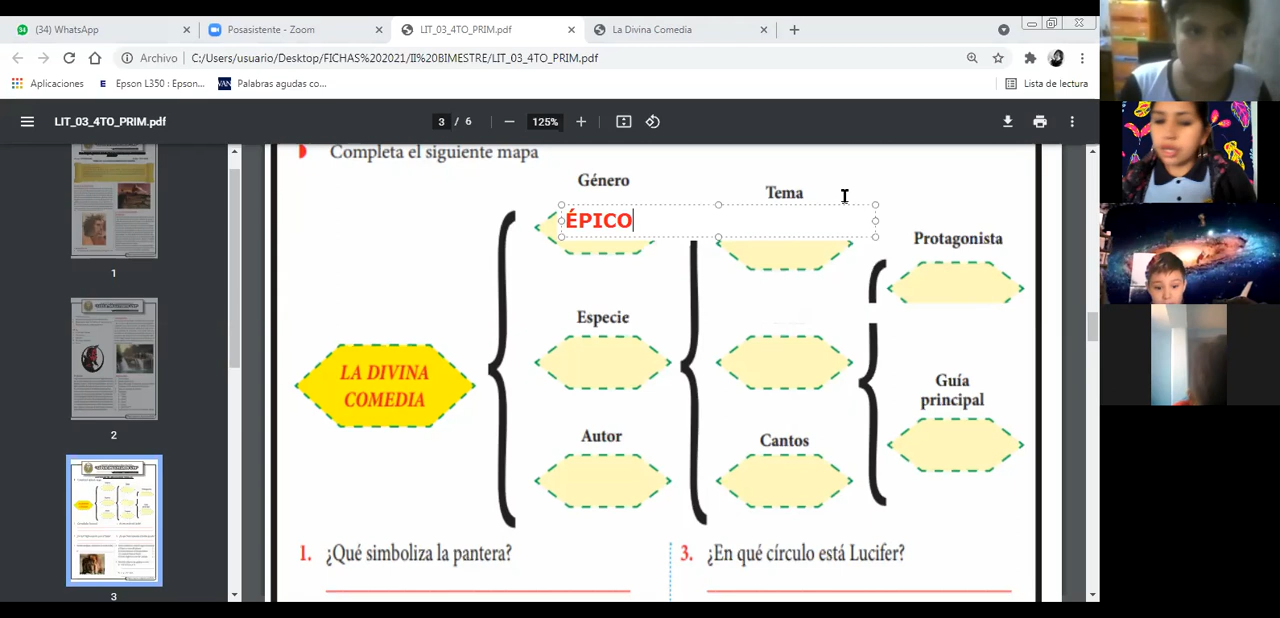 (34) WhatsApp
Posasistente - Zoom
LIT_03_4TO_PRIM.pdf
La Divina Comedia
Archivo
C:/Users/usuario/Desktop/FICHAS%202021/II%20BIMESTRE/LIT_03_4TO_PRIM.pdf
Aplicaciones
Epson L350 : Epson...
Palabras agudas co...
Lista de lectura
LIT_03_4TO_PRIM.pdf
3 / 6
125%
Completa el siguiente mapa
Género
Tema
ÉPICO
Protagonista
Especie
LA DIVINA
COMEDIA
Guía
principal
Autor
Cantos
1. ¿Qué simboliza la pantera?
3. ¿En qué círculo está Lucifer?
1
2
3